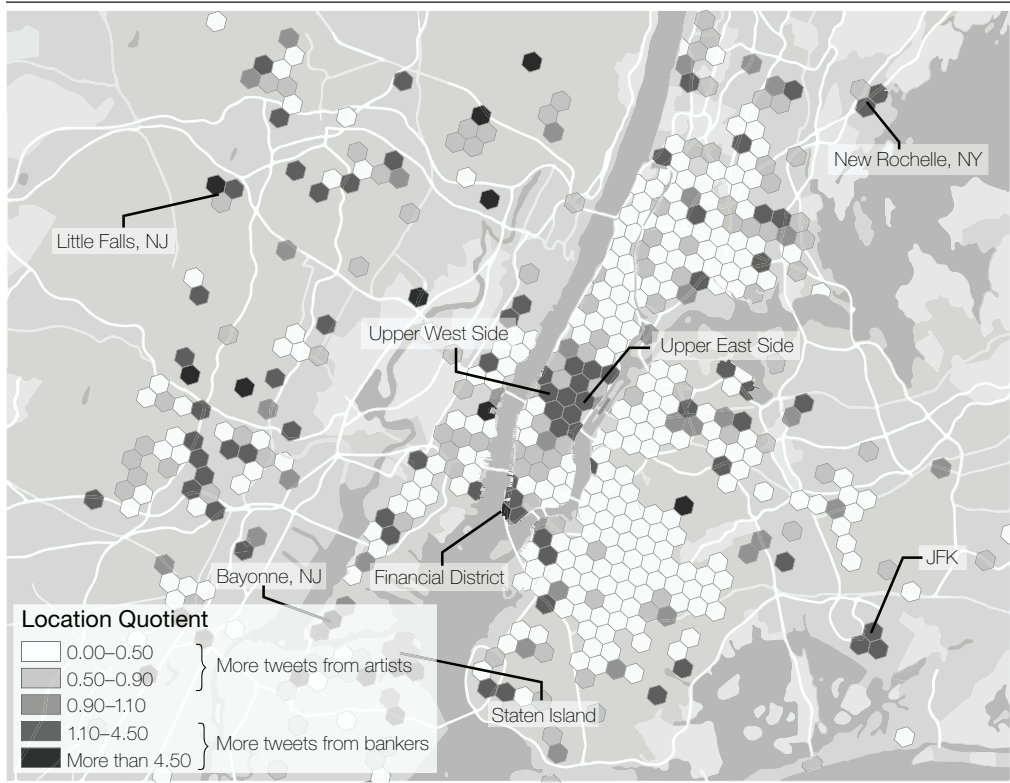 New Rochelle, NY
Little Falls, NJ
Upper West Side
Upper East Side
JFK
Bayonne, NJ
Financial District
Location Quotient
0.00–0.50
0.50–0.90
More tweets from artists
0.90–1.10
1.10–4.50
More than 4.50
More tweets from bankers
Staten Island